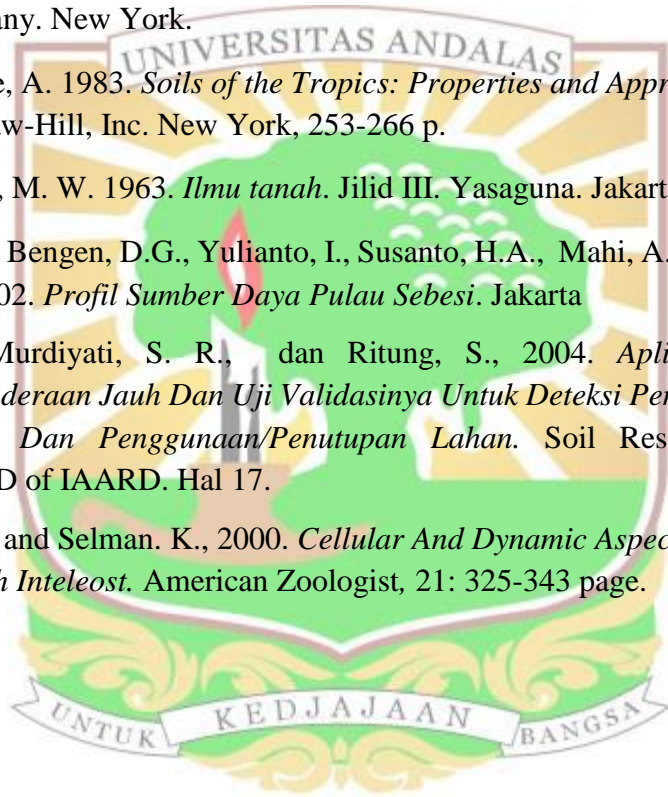 any. New York.
UNIVERSITAS ANDALAS
e, A. 1983. Soils of the Tropics: Properties and Appr
w-Hill, Inc. New York, 253-266 p.
, M. W. 1963. Ilmu tanah. Jilid III. Yasaguna. Jakart
Bengen, D.G., Yulianto, I., Susanto, H.A., Mahi, A.
02. Profil Sumber Daya Pulau Sebesi. Jakarta
Murdiyati, S. R., dan Ritung, S., 2004. Apli
deraan Jauh Dan Uji Validasinya Untuk Deteksi Pen
Dan Penggunaan/Penutupan Lahan. Soil Res
D of IAARD. Hal 17.
and Selman. K., 2000. Cellular And Dynamic Aspec
h Inteleost. American Zoologist, 21: 325-343 page.
UNTUK KEDJAJAAN BANGSA